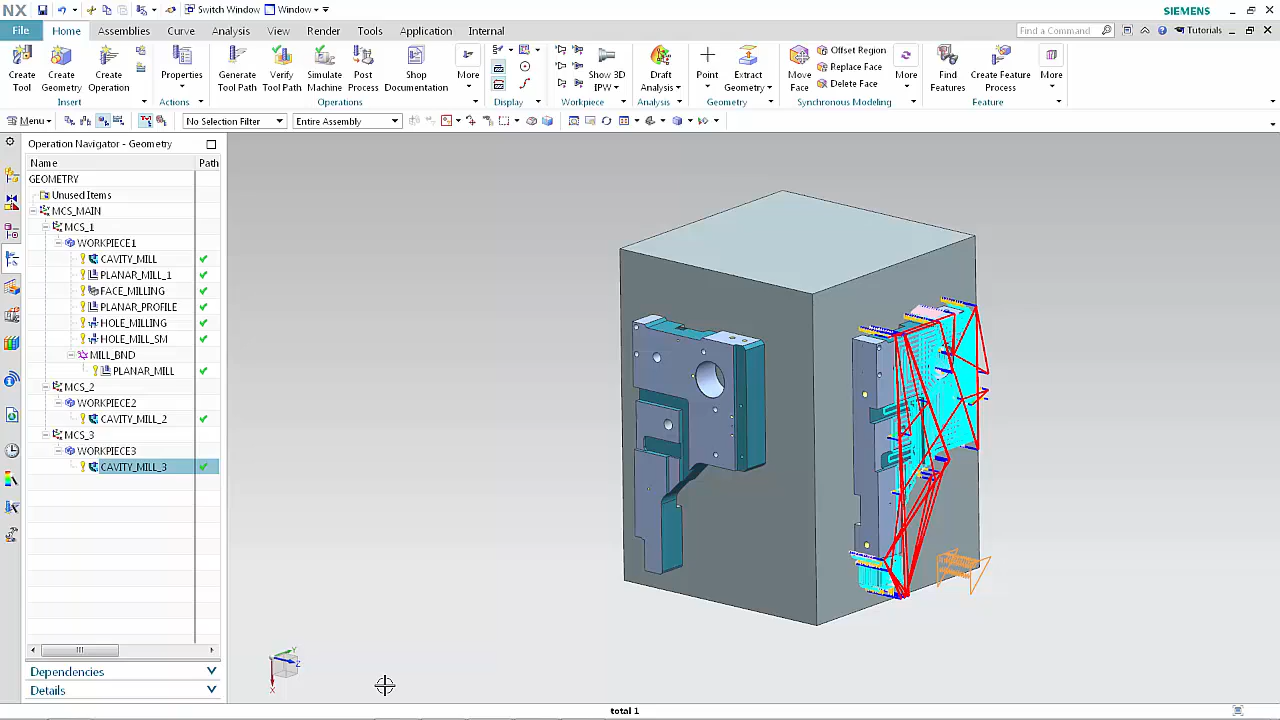 NX Switch Window Window SIEMENS
File Home Assemblies Curve Analysis View Render Tools Application Internal Find a Command Tutorials
Create Tool
Create Geometry
Create Operation
Properties
Generate Tool Path
Verify Tool Path
Simulate Machine
Post Process
Shop Documentation
More
Show 3D IPW
Draft Analysis
Point
Extract Geometry
Move Face
Offset Region
Replace Face
Delete Face
More
Find Features
Create Feature Process
More
Insert Actions Operations Display Workpiece Analysis Geometry Synchronous Modeling Feature
Menu No Selection Filter Entire Assembly
Operation Navigator - Geometry
Name Path
GEOMETRY
Unused Items
MCS_MAIN
MCS_1
WORKPIECE1
CAVITY_MILL
PLANAR_MILL_1
FACE_MILLING
PLANAR_PROFILE
HOLE_MILLING
HOLE_MILL_SM
MILL_BND
PLANAR_MILL
MCS_2
WORKPIECE2
CAVITY_MILL_2
MCS_3
WORKPIECE3
CAVITY_MILL_3
Dependencies
Details
Y
Z
X
total 1